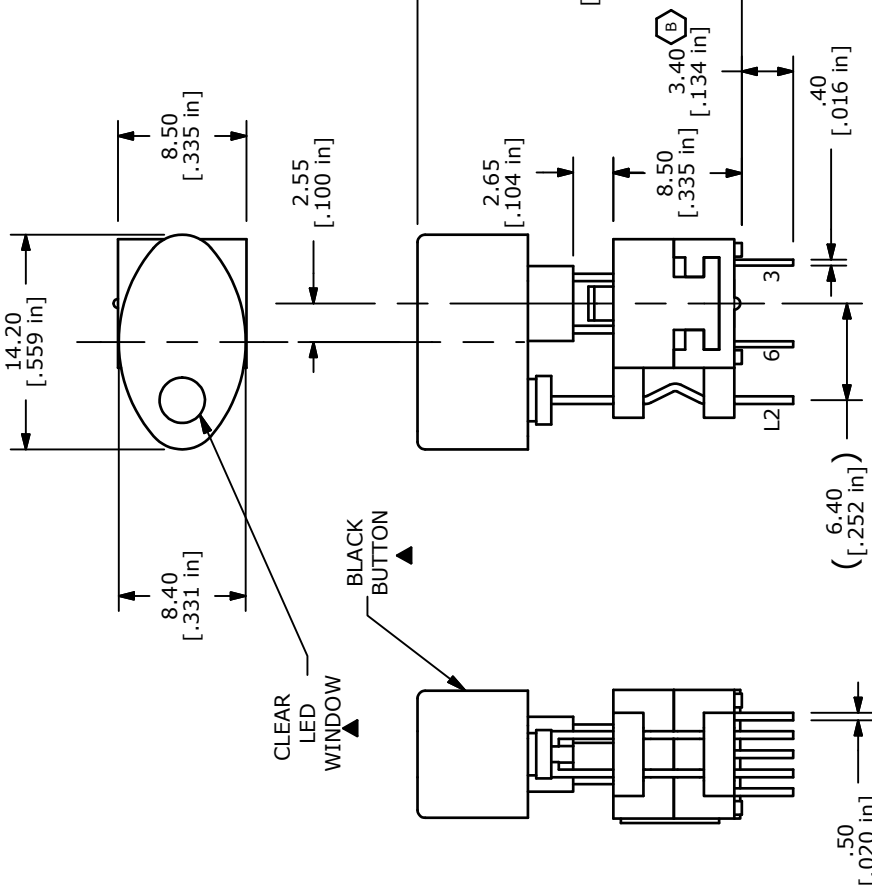 14.20
[.559 in]
8.50
[.335 in]
2.55
[.100 in]
8.40
[.331 in]
CLEAR
LED
WINDOW
BLACK
BUTTON
2.65
[.104 in]
8.50
[.335 in]
B
3.40
[.134 in]
.40
[.016 in]
3
6
L2
(6.40
[.252 in])
.50
[.020 in]
[